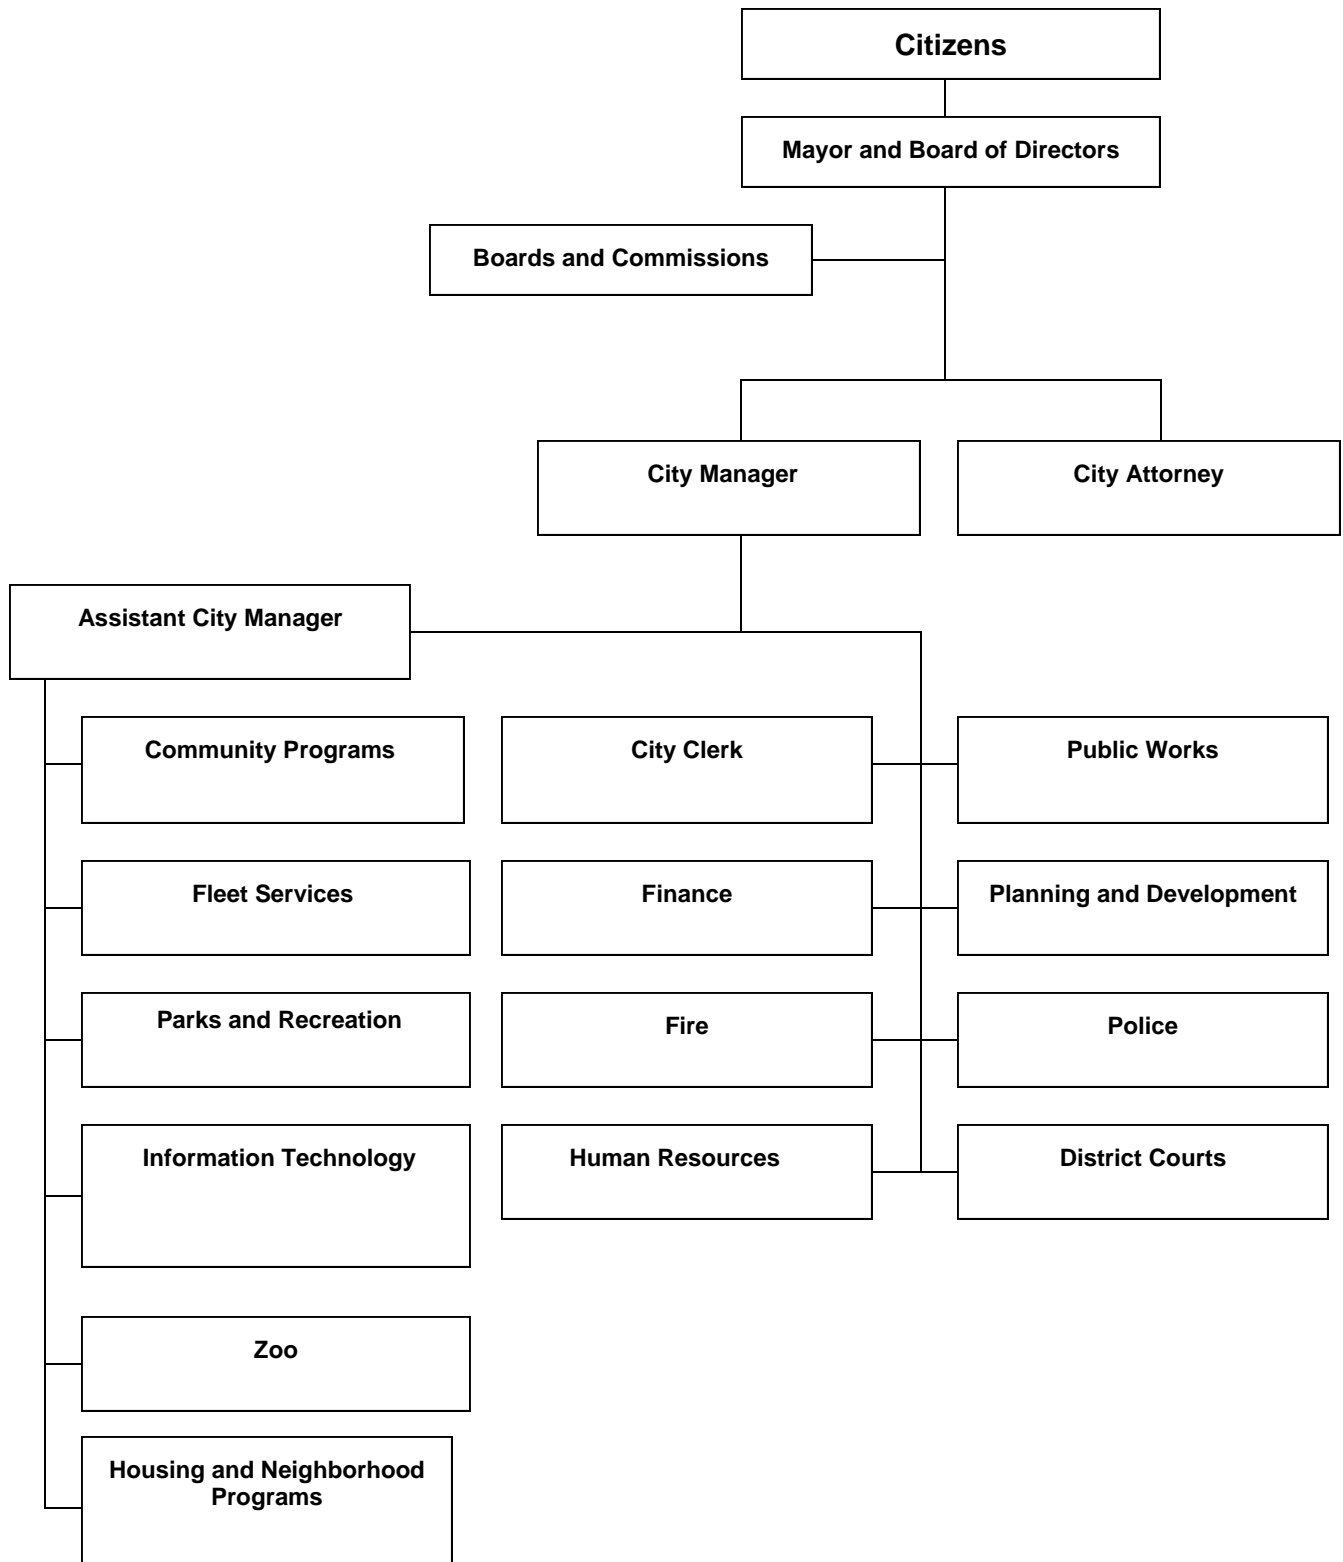 Citizens
Mayor and Board of Directors
Boards and Commissions
City Manager
City Attorney
Assistant City Manager
Community Programs
City Clerk
Public Works
Fleet Services
Finance
Planning and Development
Parks and Recreation
Fire
Police
Information Technology
Human Resources
District Courts
Zoo
Housing and Neighborhood
Programs